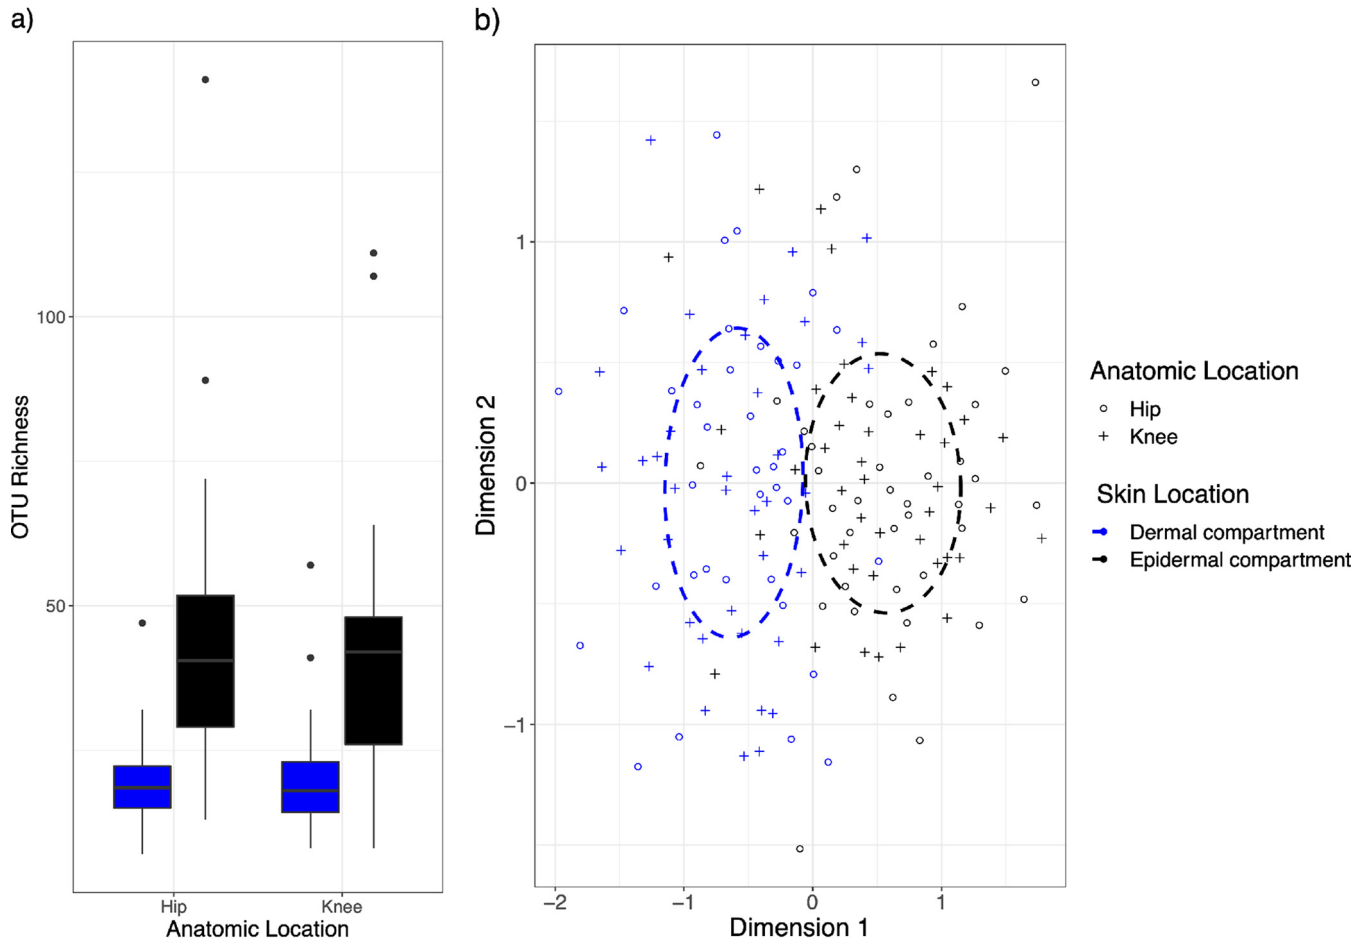 a)
OTU Richness
100
50
Hip
Knee
Anatomic Location
b)
Dimension 2
1
0
−1
−2
−1
0
1
Dimension 1
Anatomic Location
Hip
Knee
Skin Location
Dermal compartment
Epidermal compartment